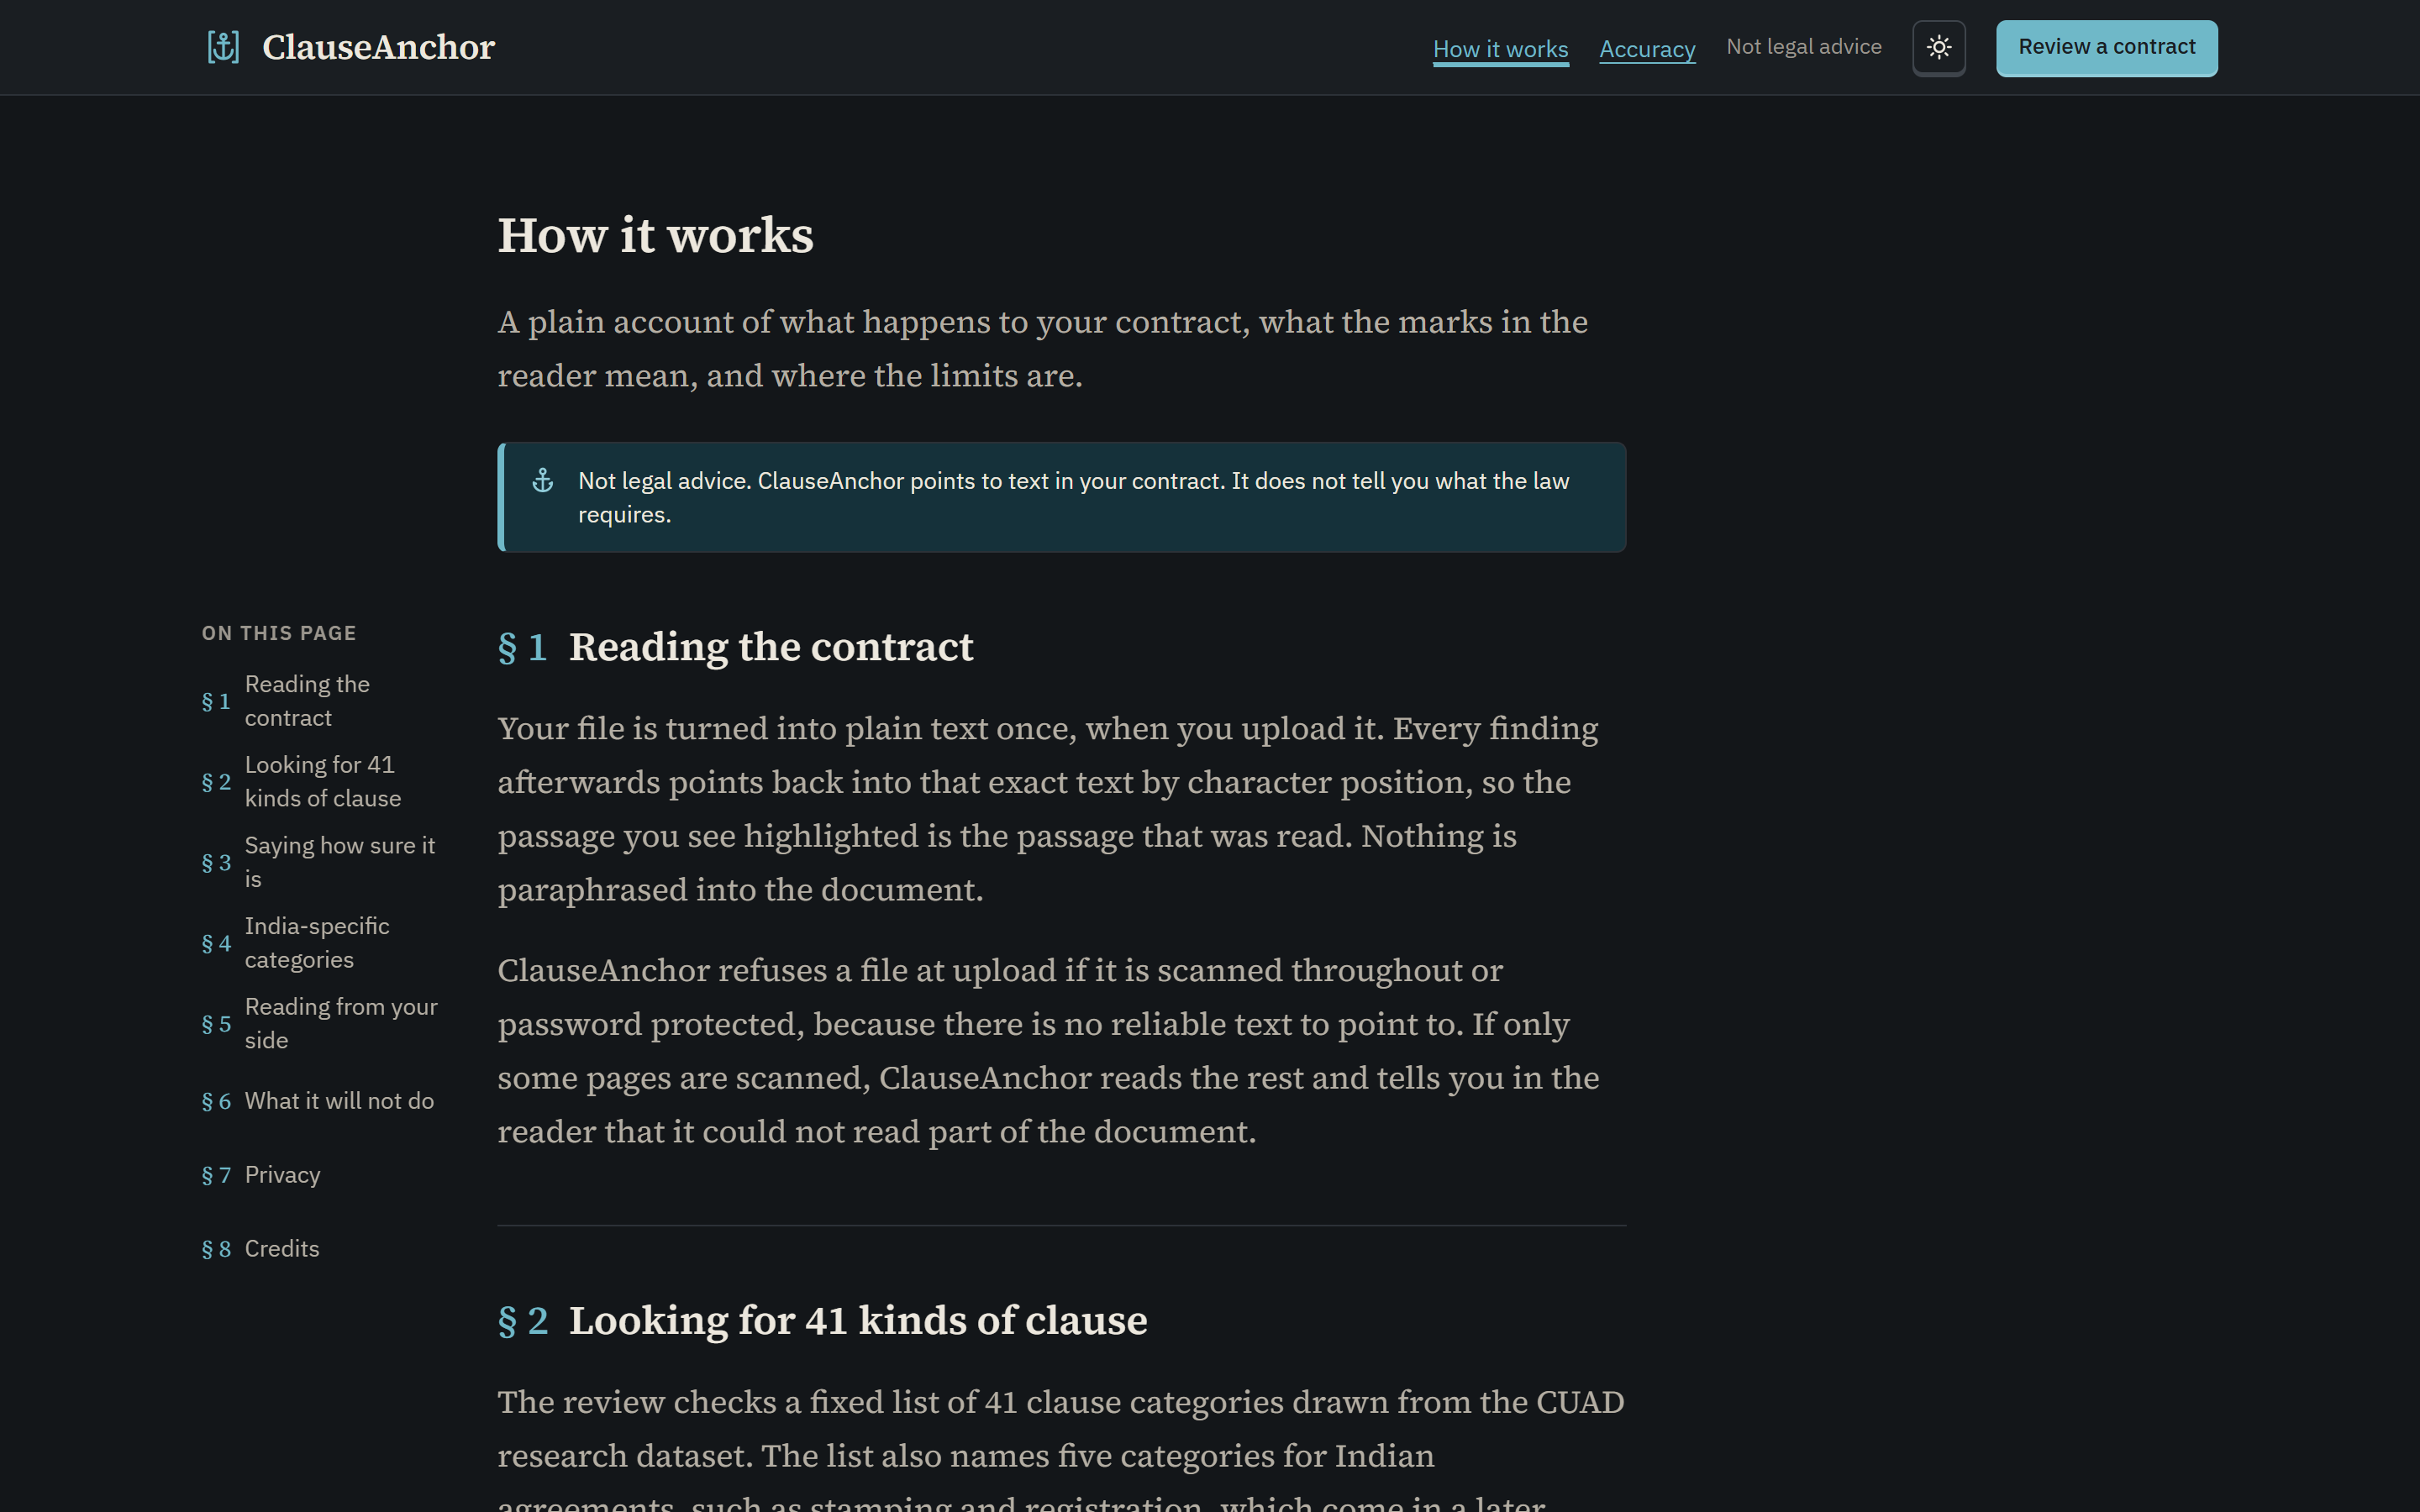 ClauseAnchor
How it works
Accuracy
Not legal advice
Review a contract
How it works
A plain account of what happens to your contract, what the marks in the
reader mean, and where the limits are.
Not legal advice. ClauseAnchor points to text in your contract. It does not tell you what the law
requires.
ON THIS PAGE
§ 1 Reading the
contract
§ 2 Looking for 41
kinds of clause
§ 3 Saying how sure it
is
§ 4 India-specific
categories
§ 5 Reading from your
side
§ 6 What it will not do
§ 7 Privacy
§ 8 Credits
§ 1 Reading the contract
Your file is turned into plain text once, when you upload it. Every finding
afterwards points back into that exact text by character position, so the
passage you see highlighted is the passage that was read. Nothing is
paraphrased into the document.
ClauseAnchor refuses a file at upload if it is scanned throughout or
password protected, because there is no reliable text to point to. If only
some pages are scanned, ClauseAnchor reads the rest and tells you in the
reader that it could not read part of the document.
§ 2 Looking for 41 kinds of clause
The review checks a fixed list of 41 clause categories drawn from the CUAD
research dataset. The list also names five categories for Indian
agreements, such as stamping and registration, which come in a later